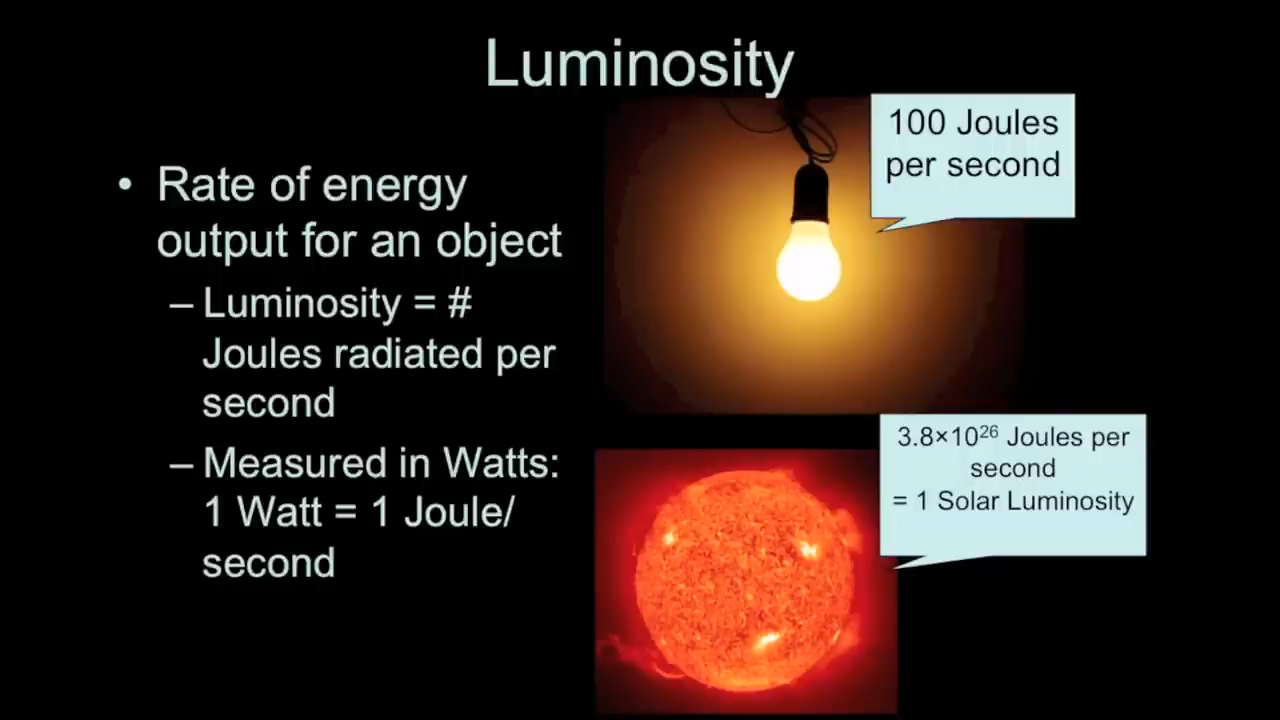 Luminosity
• Rate of energy
output for an object
– Luminosity = #
Joules radiated per
second
– Measured in Watts:
1 Watt = 1 Joule/
second
100 Joules
per second
3.8×10²⁶ Joules per
second
= 1 Solar Luminosity